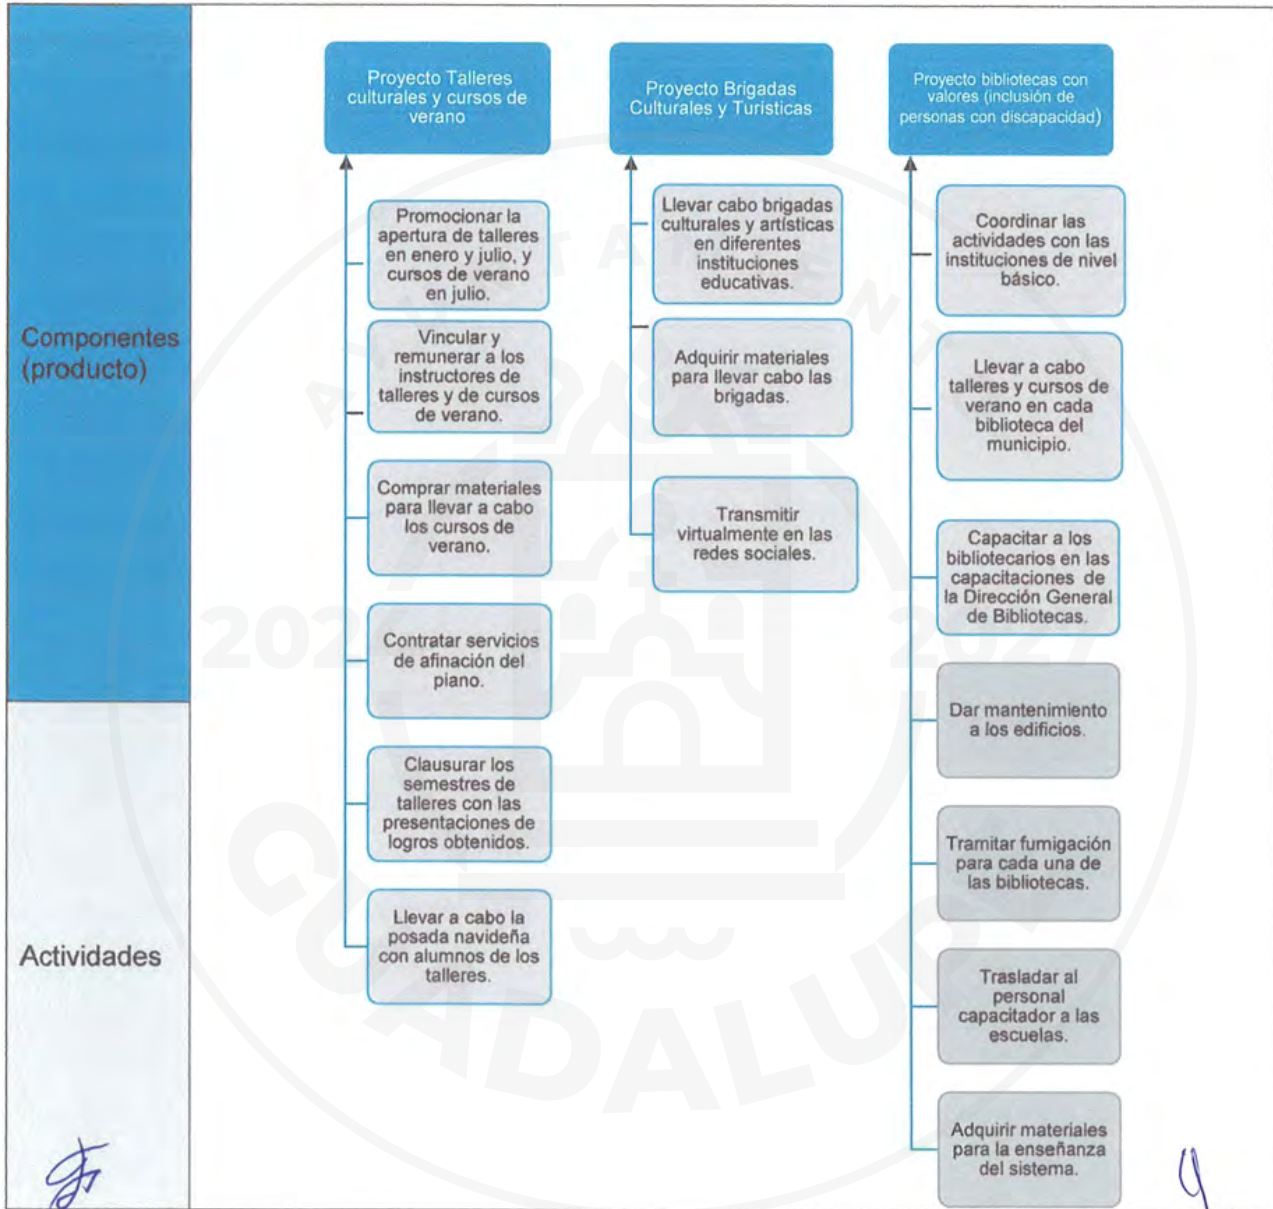 Componentes
(producto)
Actividades
Proyecto Talleres
culturales y cursos de
verano
Promocionar la
apertura de talleres
en enero y julio, y
cursos de verano
en julio.
Vincular y
remunerar a los
instructores de
talleres y de cursos
de verano.
Comprar materiales
para llevar a cabo
los cursos de
verano.
Contratar servicios
de afinación del
piano.
Clausurar los
semestres de
talleres con las
presentaciones de
logros obtenidos.
Llevar a cabo la
posada navideña
con alumnos de los
talleres.
Proyecto Brigadas
Culturales y Turísticas
Llevar cabo brigadas
culturales y artísticas
en diferentes
instituciones
educativas.
Adquirir materiales
para llevar cabo las
brigadas.
Transmitir
virtualmente en las
redes sociales.
Proyecto bibliotecas con
valores (inclusión de
personas con discapacidad)
Coordinar las
actividades con las
instituciones de nivel
básico.
Llevar a cabo
talleres y cursos de
verano en cada
biblioteca del
municipio.
Capacitar a los
bibliotecarios en las
capacitaciones de
la Dirección General
de Bibliotecas.
Dar mantenimiento
a los edificios.
Tramitar fumigación
para cada una de
las bibliotecas.
Trasladar al
personal
capacitador a las
escuelas.
Adquirir materiales
para la enseñanza
del sistema.